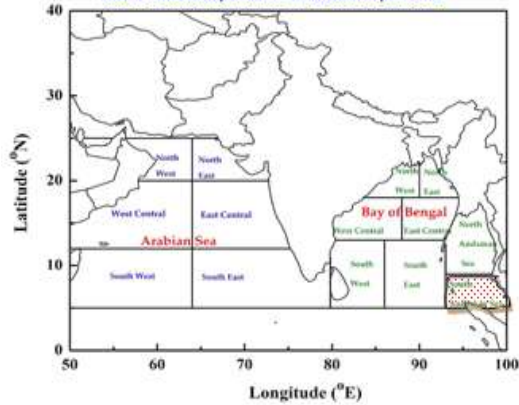 40
30
20
10
0
Latitude (°N)
North
West
North
East
West Central
East Central
Arabian Sea
South West
South East
North
West
North
East
Bay of Bengal
West Central
East Central
North
Andaman
Sea
South
West
South
East
South
50
60
70
80
90
100
Longitude (°E)